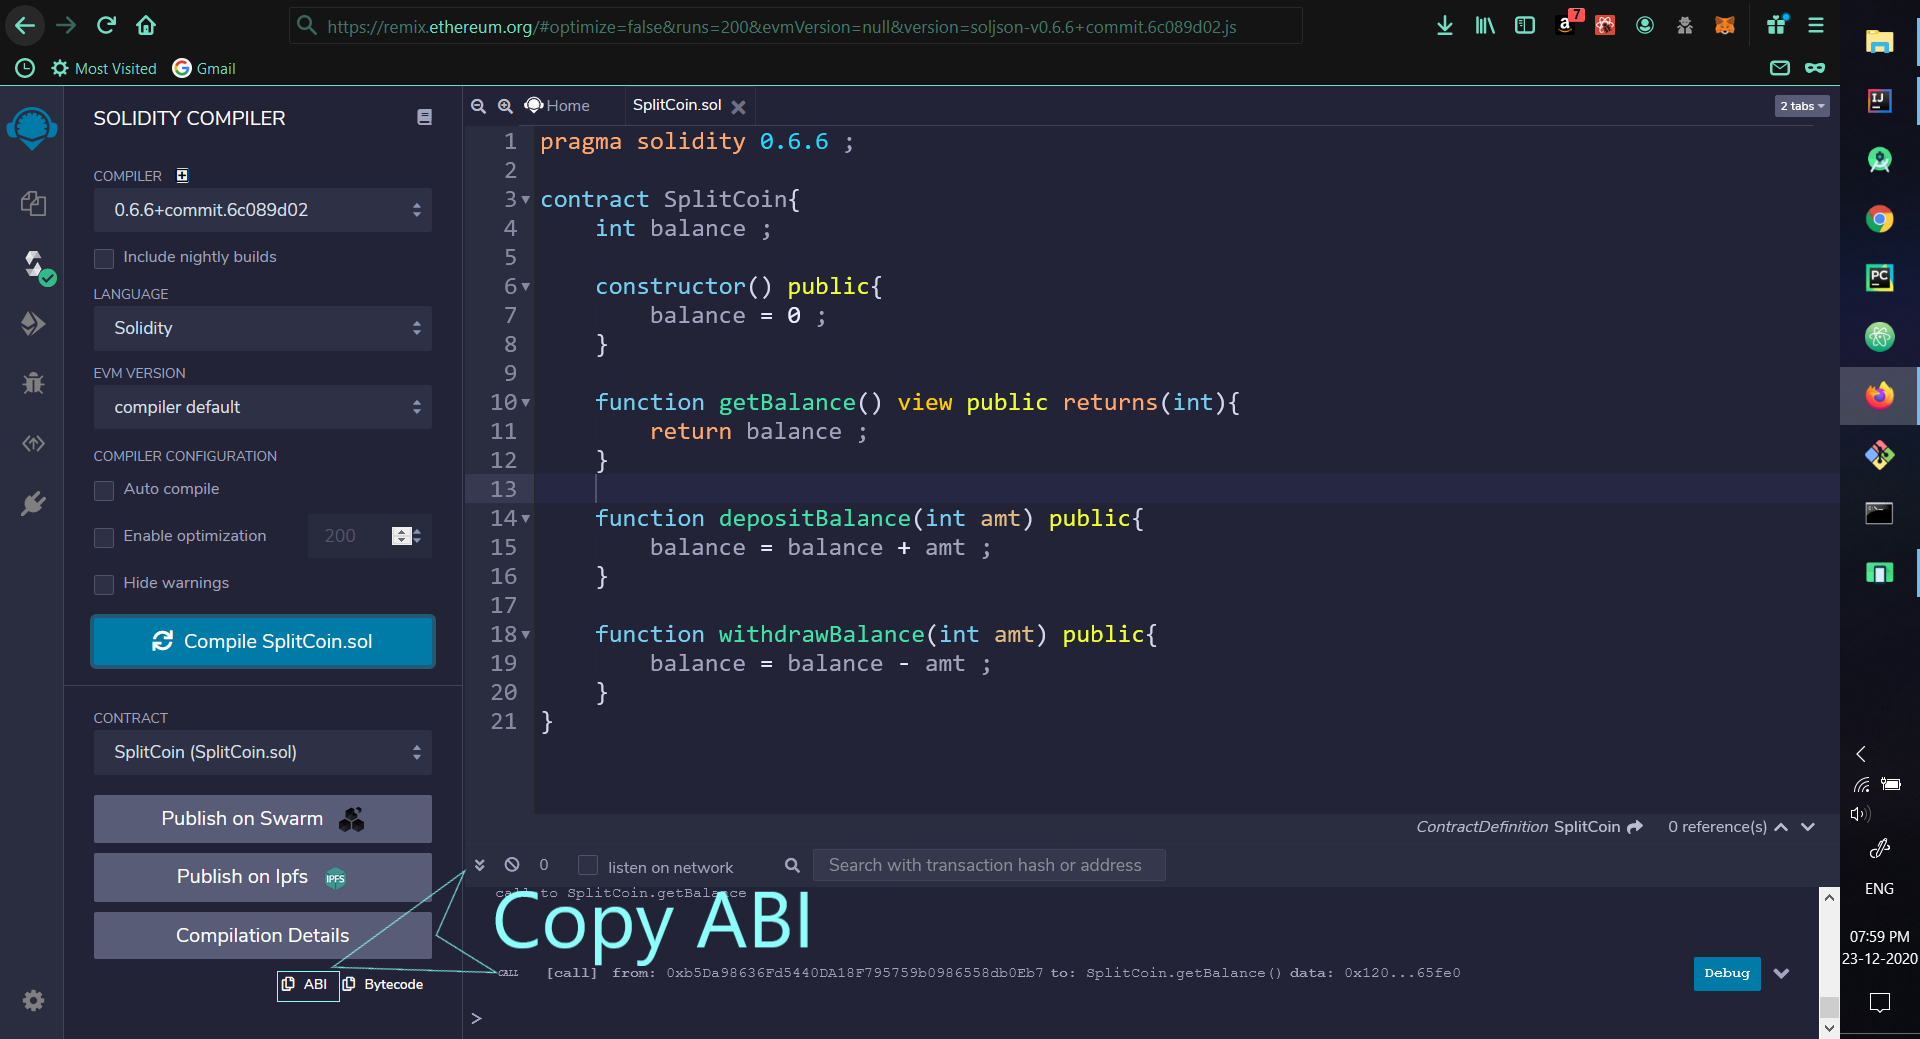 https://remix.ethereum.org/#optimize=false&runs=200&evmVersion=null&version=soljson-v0.6.6+commit.6c089d02.js
7
Most Visited
Gmail
SOLIDITY COMPILER
COMPILER
0.6.6+commit.6c089d02
Include nightly builds
LANGUAGE
Solidity
EVM VERSION
compiler default
COMPILER CONFIGURATION
Auto compile
Enable optimization
200
Hide warnings
Compile SplitCoin.sol
CONTRACT
SplitCoin (SplitCoin.sol)
Publish on Swarm
Publish on Ipfs
IPFS
Compilation Details
ABI
Bytecode
Home
SplitCoin.sol
2 tabs
1 pragma solidity 0.6.6 ;
2
3 contract SplitCoin{
4 int balance ;
5
6 constructor() public{
7 balance = 0 ;
8 }
9
10 function getBalance() view public returns(int){
11 return balance ;
12 }
13
14 function depositBalance(int amt) public{
15 balance = balance + amt ;
16 }
17
18 function withdrawBalance(int amt) public{
19 balance = balance - amt ;
20 }
21 }
ContractDefinition SplitCoin
0 reference(s)
0
listen on network
Search with transaction hash or address
call to SplitCoin.getBalance
Copy ABI
CALL
[call] from: 0xb5Da98636Fd5440DA18F795759b0986558db0Eb7 to: SplitCoin.getBalance() data: 0x120...65fe0
Debug
>
IJ
PC
ENG
07:59 PM
23-12-2020